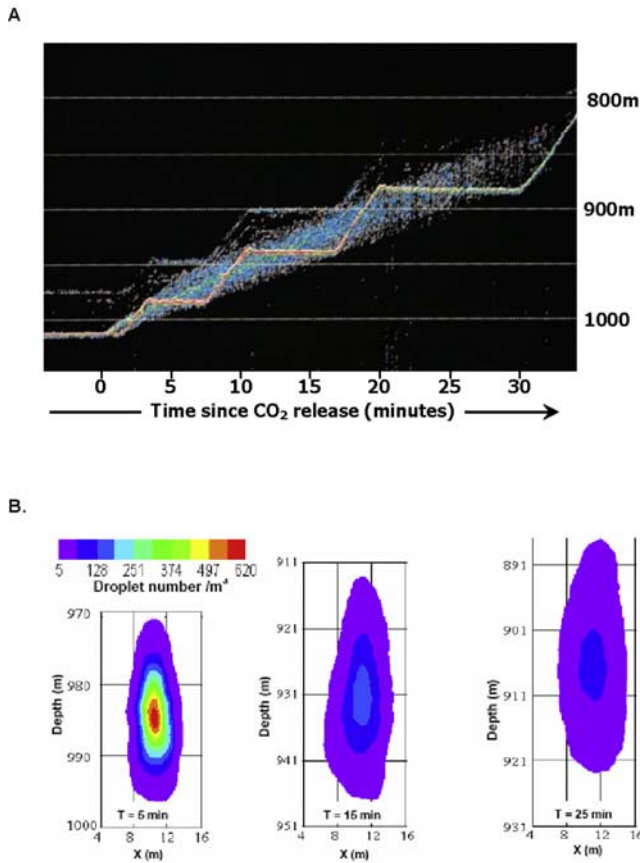 A
800m
900m
1000
0 5 10 15 20 25 30
Time since CO₂ release (minutes)
B.
5 128 251 374 497 620
Droplet number /m³
970
980
990
1000
Depth (m)
T = 5 min
4 8 12 16
X (m)
911
921
931
941
951
Depth (m)
T = 15 min
4 8 12 16
X (m)
891
901
911
921
931
Depth (m)
T = 25 min
4 8 12 16
X (m)